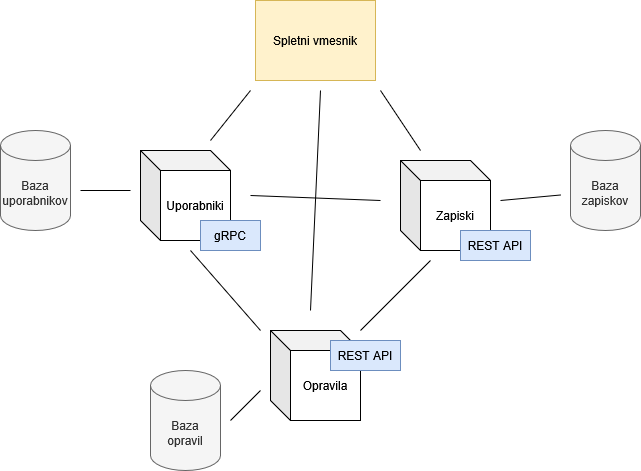 Spletni vmesnik
Baza
uporabnikov
Uporabniki
gRPC
Zapiski
REST API
Baza
zapiskov
REST API
Opravila
Baza
opravil